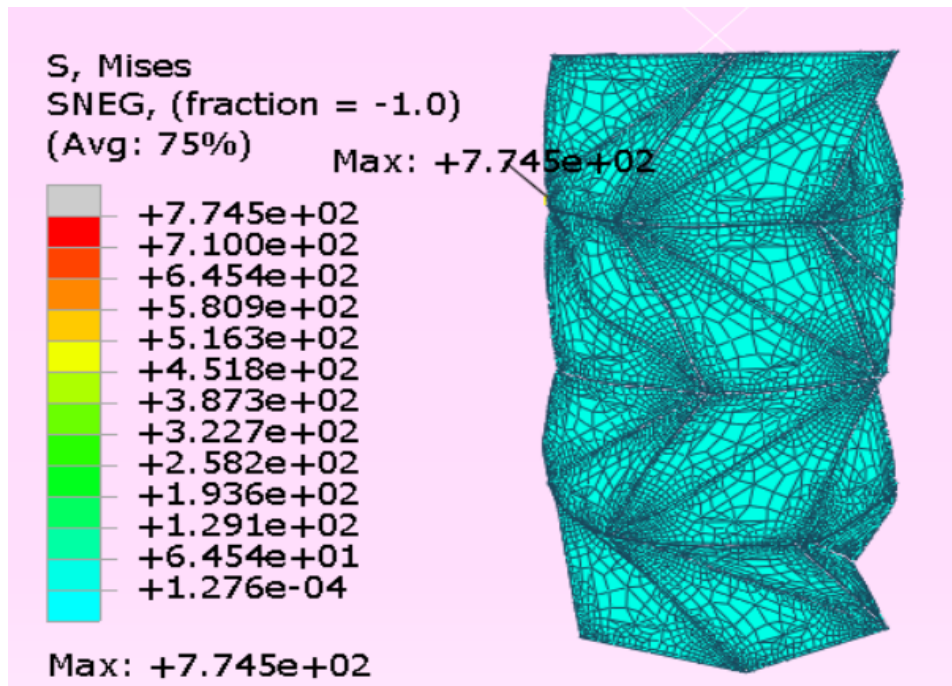 S, Mises
SNEG, (fraction = -1.0)
(Avg: 75%)
Max: +7.745e+02
+7.745e+02
+7.100e+02
+6.454e+02
+5.809e+02
+5.163e+02
+4.518e+02
+3.873e+02
+3.227e+02
+2.582e+02
+1.936e+02
+1.291e+02
+6.454e+01
+1.276e-04
Max: +7.745e+02